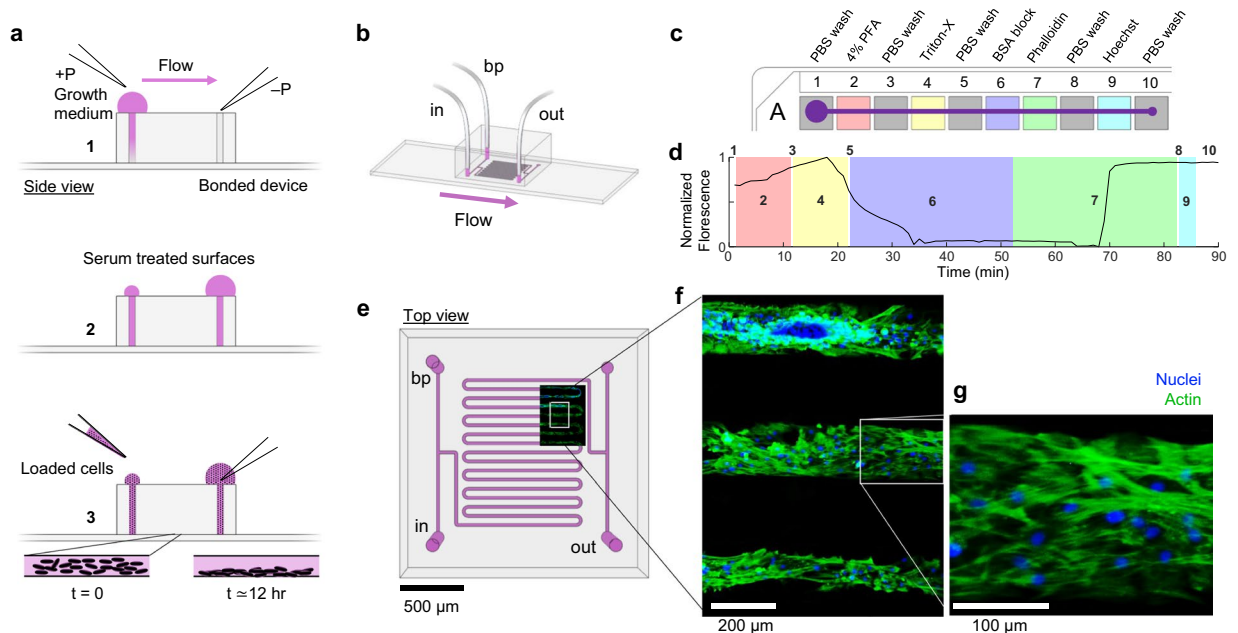 a
+P
Flow
–P
Growth
medium
1
Side view
Bonded device
Serum treated surfaces
2
Loaded cells
3
t = 0
t ≃12 hr
b
bp
in
out
Flow
c
PBS wash
4% PFA
PBS wash
Triton-X
PBS wash
BSA block
Phalloidin
PBS wash
Hoechst
PBS wash
1 2 3 4 5 6 7 8 9 10
A
d
1 3 5 8 10
2 4 6 7 9
Normalized
Florescence
1
0
0 10 20 30 40 50 60 70 80 90
Time (min)
e
Top view
bp
in
out
500 µm
f
200 µm
g
Nuclei
Actin
100 µm